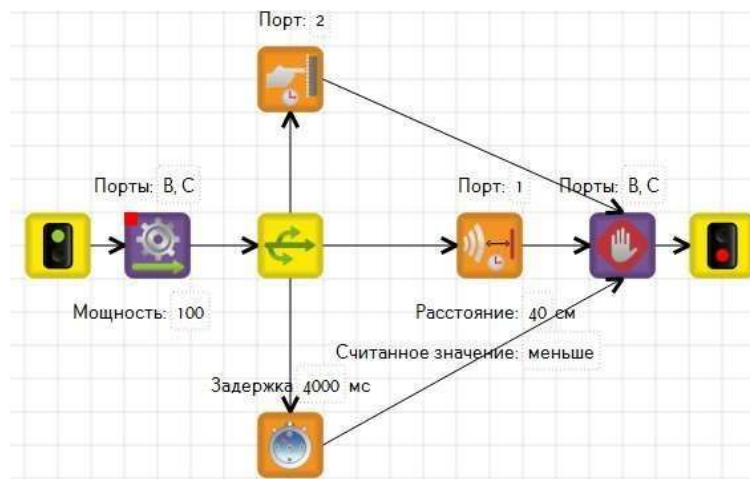 Порт: 2
Порты: B, C
Порт: 1
Порты: B, C
Мощность: 100
Расстояние: 40 см
Считанное значение: меньше
Задержка 4000 мс